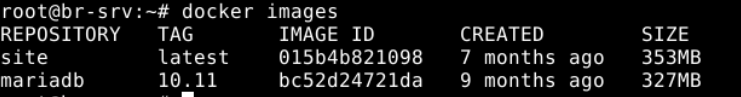 root@br-srv:~# docker images
REPOSITORY TAG IMAGE ID CREATED SIZE
site latest 015b4b821098 7 months ago 353MB
mariadb 10.11 bc52d24721da 9 months ago 327MB